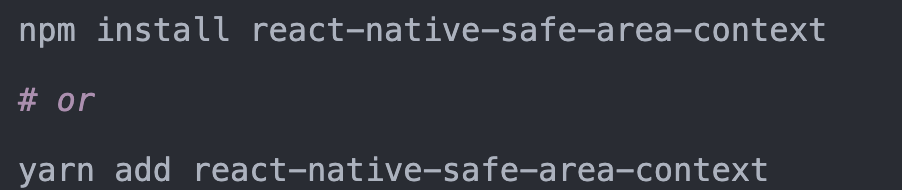 npm install react-native-safe-area-context
# or
yarn add react-native-safe-area-context